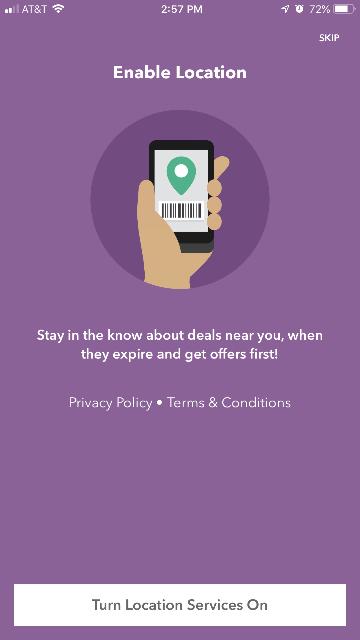 AT&T 2:57 PM 72%
SKIP
Enable Location
Stay in the know about deals near you, when
they expire and get offers first!
Privacy Policy • Terms & Conditions
Turn Location Services On